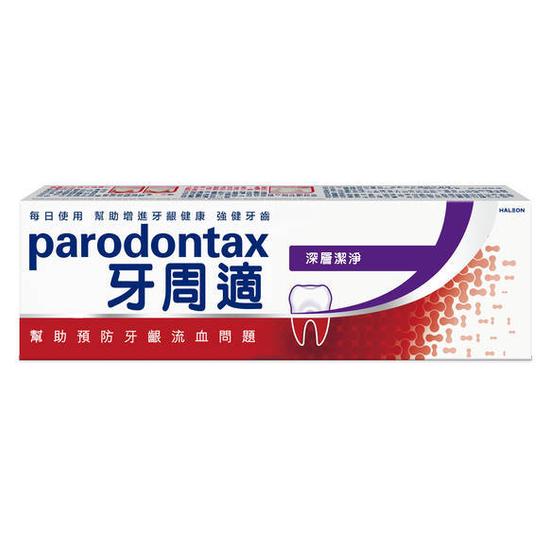 每日使用 幫助增進牙齦健康 強健牙齒
HALEON
parodontax
牙周適
深層潔淨
幫助預防牙齦流血問題